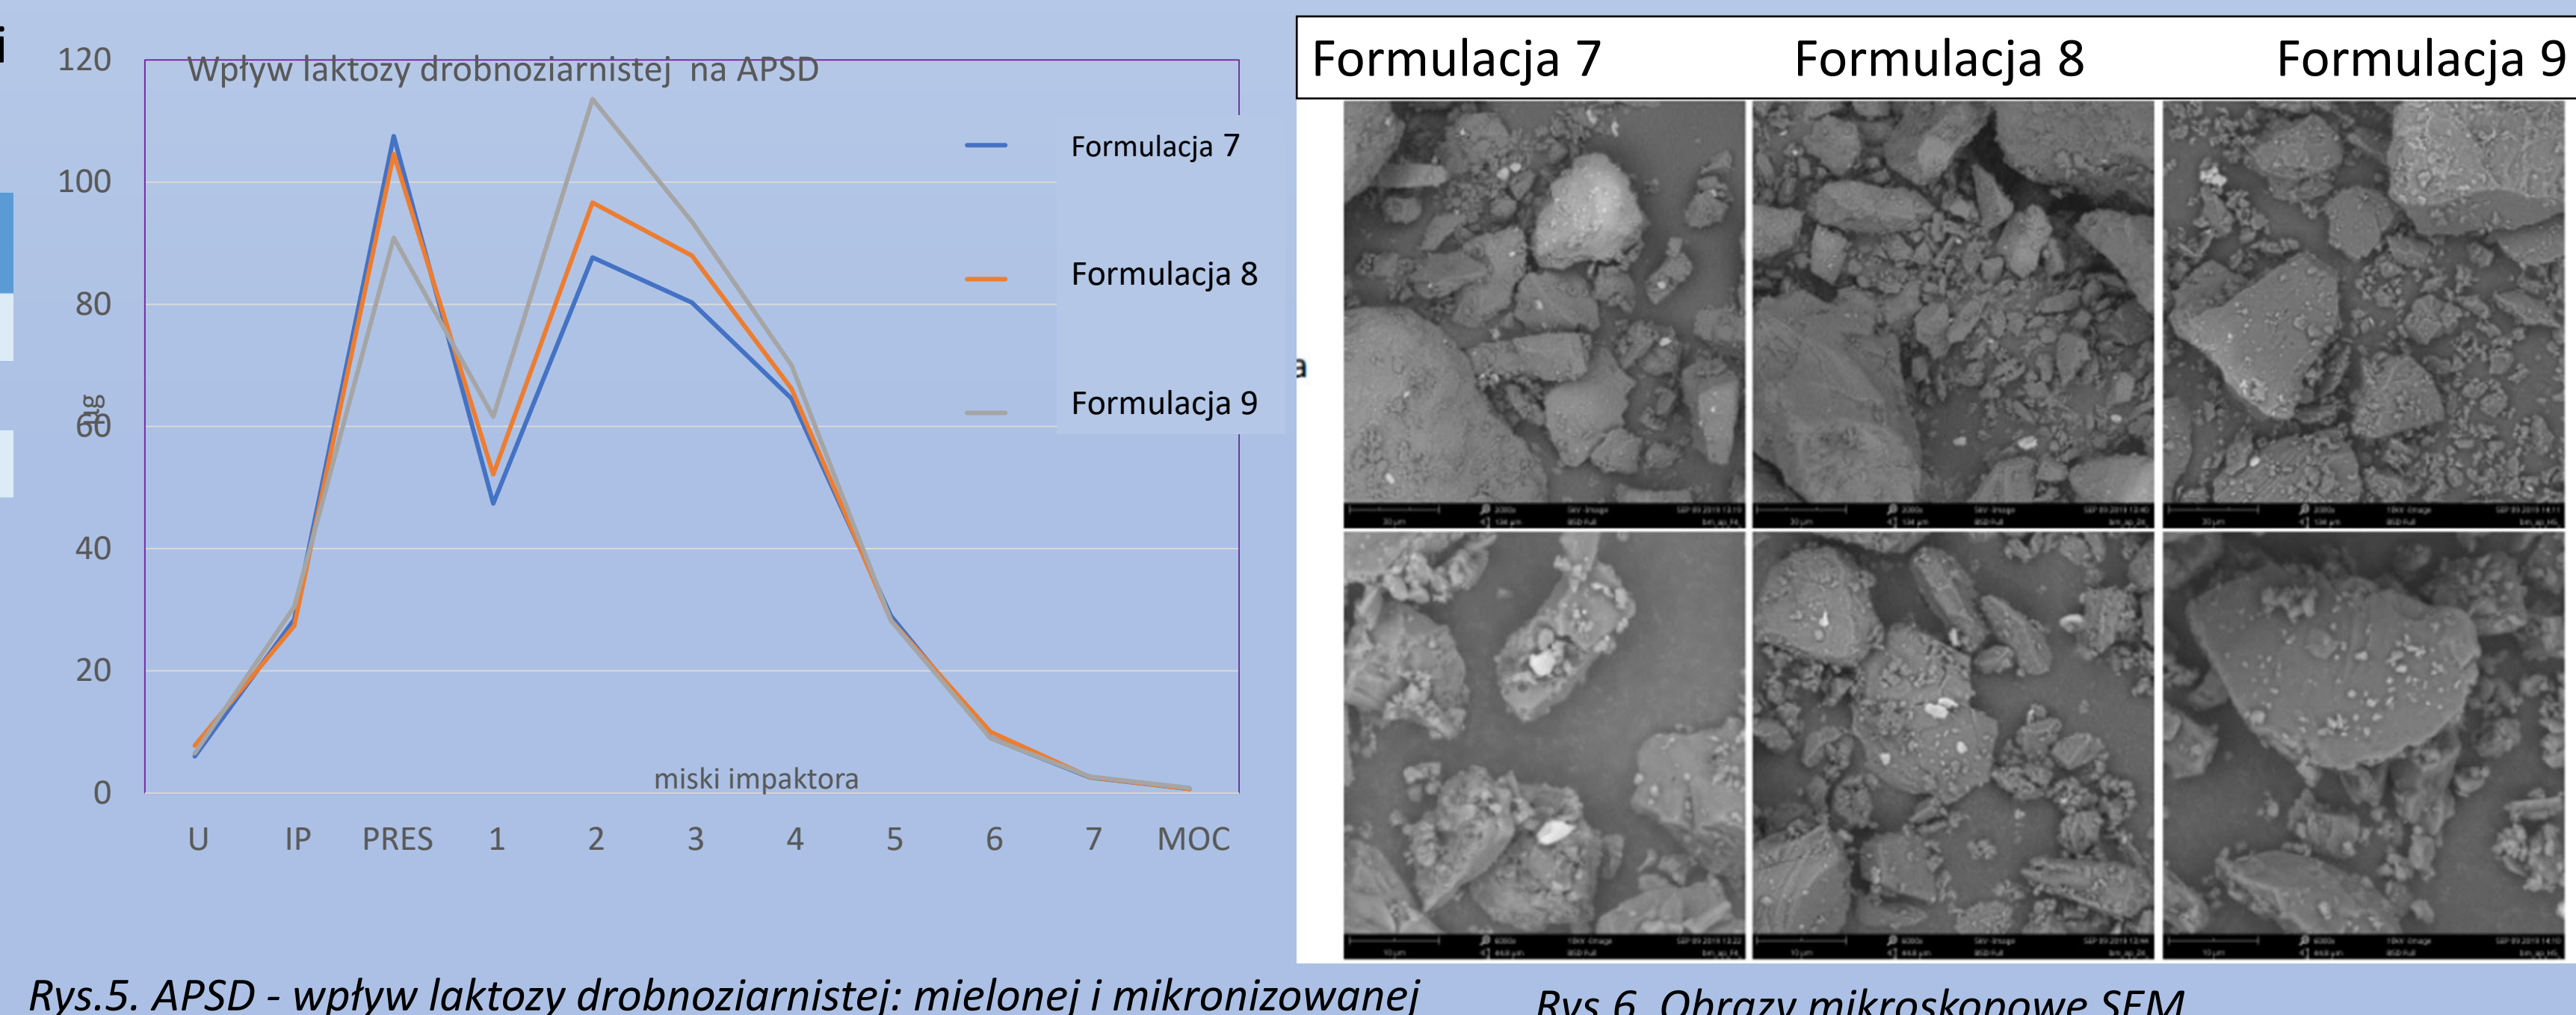 i
Wpływ laktozy drobnoziarnistej na APSD
120
100
80
60
40
20
0
µg
U IP PRES 1 2 3 4 5 6 7 MOC
miski impaktora
Formulacja 7
Formulacja 8
Formulacja 9
Rys.5. APSD - wpływ laktozy drobnoziarnistej: mielonej i mikronizowanej
Formulacja 7 Formulacja 8 Formulacja 9
a
Rys.6. Obrazy mikroskopowe SEM